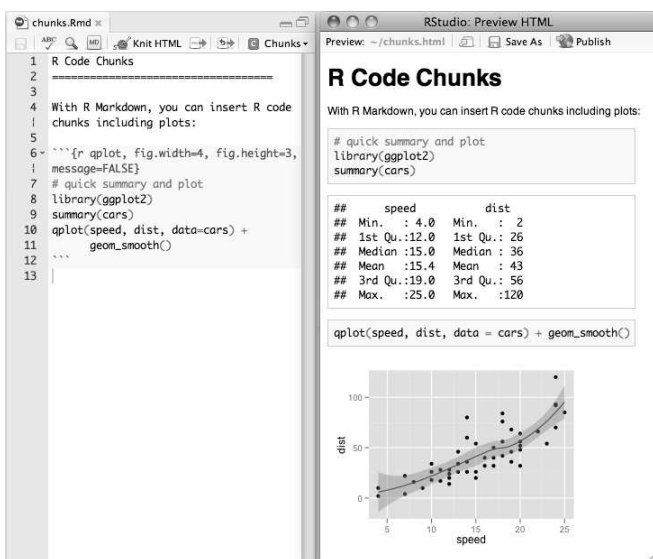 chunks.Rmd
ABC MD Knit HTML Chunks
1 R Code Chunks
2 ===================================
3
4 With R Markdown, you can insert R code
chunks including plots:
5
6 ```{r qplot, fig.width=4, fig.height=3,
message=FALSE}
7 # quick summary and plot
8 library(ggplot2)
9 summary(cars)
10 qplot(speed, dist, data=cars) +
11 geom_smooth()
12 ```
13
RStudio: Preview HTML
Preview: ~/chunks.html Save As Publish
R Code Chunks
With R Markdown, you can insert R code chunks including plots:
# quick summary and plot
library(ggplot2)
summary(cars)
## speed dist
## Min. : 4.0 Min. : 2
## 1st Qu.:12.0 1st Qu.: 26
## Median :15.0 Median : 36
## Mean :15.4 Mean : 43
## 3rd Qu.:19.0 3rd Qu.: 56
## Max. :25.0 Max. :120
qplot(speed, dist, data = cars) + geom_smooth()
100
50
0
dist
5 10 15 20 25
speed